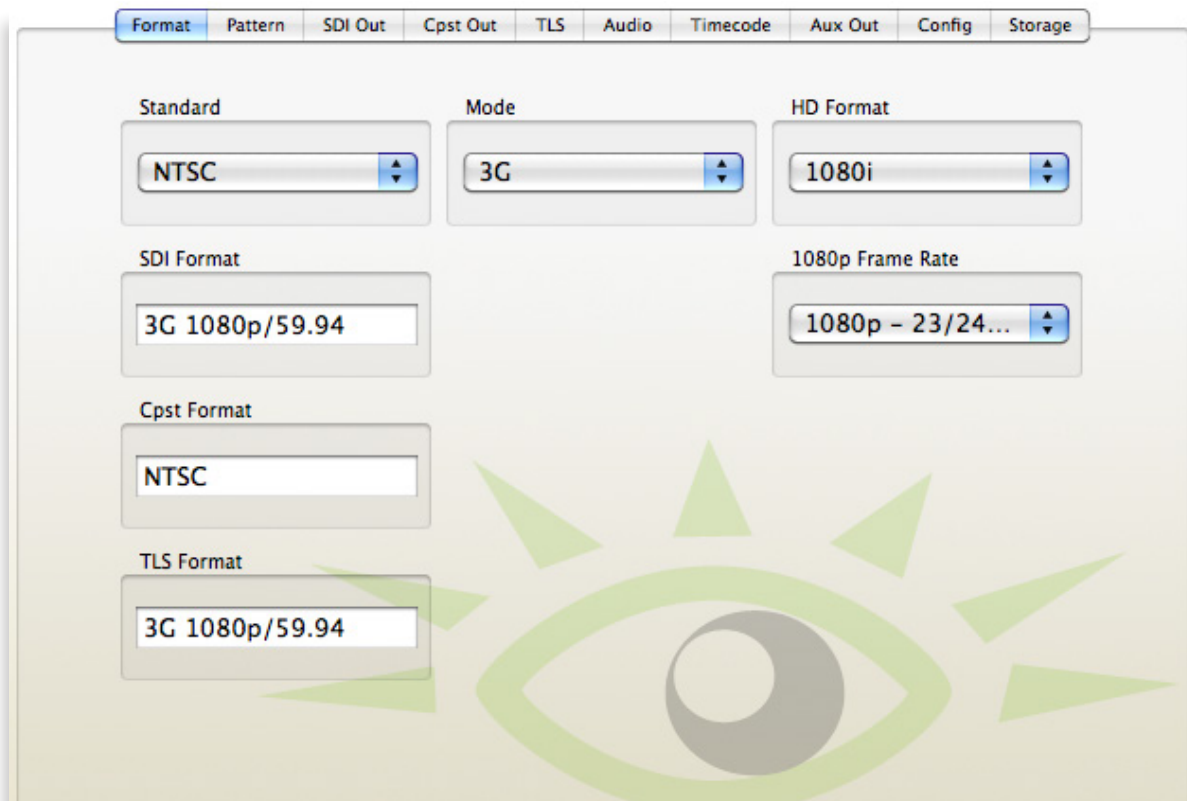 Format Pattern SDI Out Cpst Out TLS Audio Timecode Aux Out Config Storage
Standard Mode HD Format
NTSC 3G 1080i
SDI Format 1080p Frame Rate
3G 1080p/59.94 1080p – 23/24...
Cpst Format
NTSC
TLS Format
3G 1080p/59.94